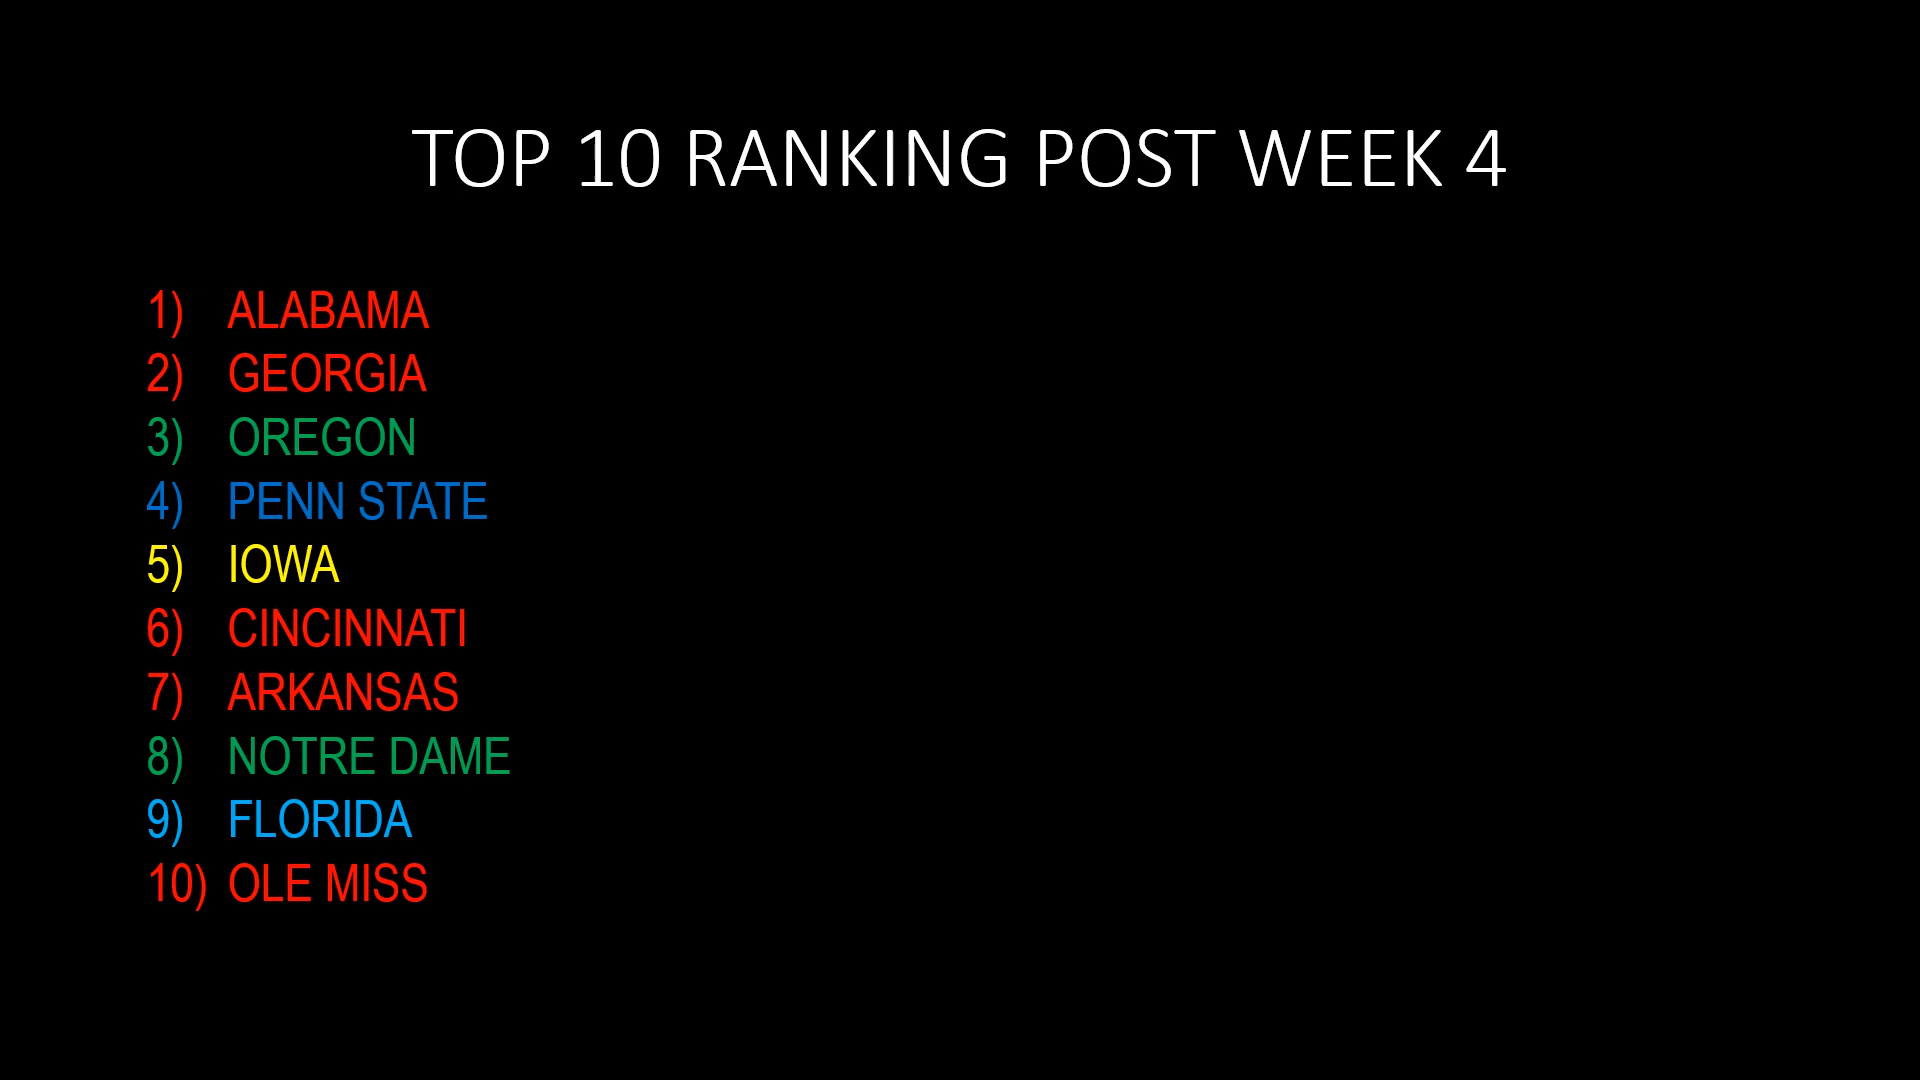 TOP 10 RANKING POST WEEK 4
1) ALABAMA
2) GEORGIA
3) OREGON
4) PENN STATE
5) IOWA
6) CINCINNATI
7) ARKANSAS
8) NOTRE DAME
9) FLORIDA
10) OLE MISS